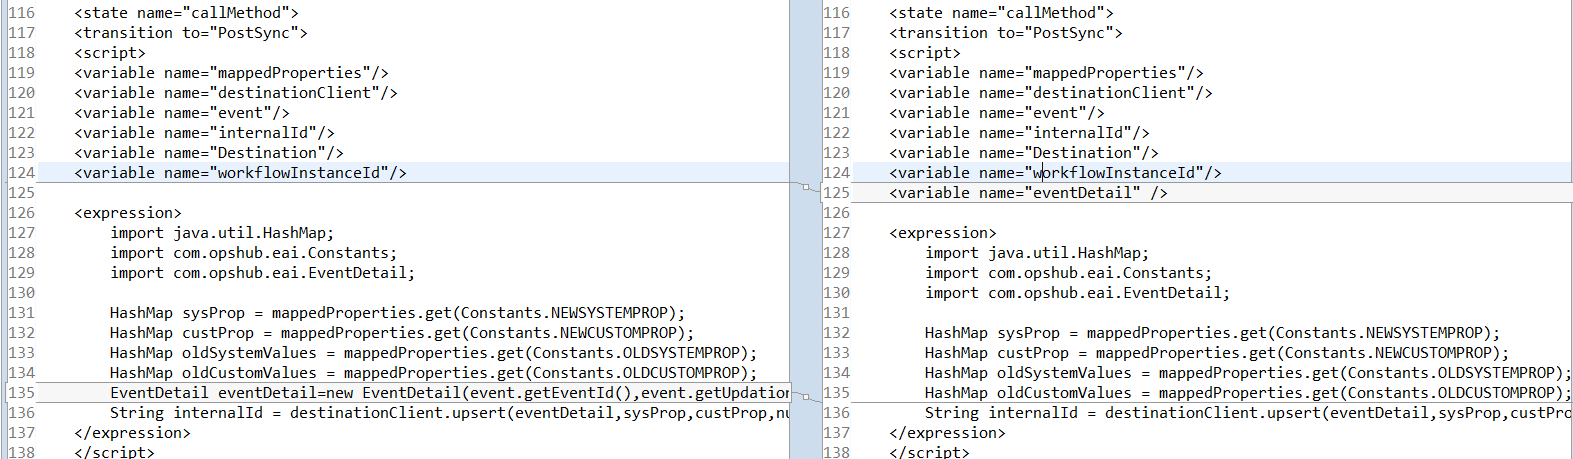 116 <state name="callMethod">
117 <transition to="PostSync">
118 <script>
119 <variable name="mappedProperties"/>
120 <variable name="destinationClient"/>
121 <variable name="event"/>
122 <variable name="internalId"/>
123 <variable name="Destination"/>
124 <variable name="workflowInstanceId"/>
125
126 <expression>
127 import java.util.HashMap;
128 import com.opshub.eai.Constants;
129 import com.opshub.eai.EventDetail;
130
131 HashMap sysProp = mappedProperties.get(Constants.NEWSYSTEMPROP);
132 HashMap custProp = mappedProperties.get(Constants.NEWCUSTOMPROP);
133 HashMap oldSystemValues = mappedProperties.get(Constants.OLDSYSTEMPROP);
134 HashMap oldCustomValues = mappedProperties.get(Constants.OLDCUSTOMPROP);
135 EventDetail eventDetail=new EventDetail(event.getEventId(),event.getUpdation
136 String internalId = destinationClient.upsert(eventDetail,sysProp,custProp,nu
137 </expression>
138 </script>
116 <state name="callMethod">
117 <transition to="PostSync">
118 <script>
119 <variable name="mappedProperties"/>
120 <variable name="destinationClient"/>
121 <variable name="event"/>
122 <variable name="internalId"/>
123 <variable name="Destination"/>
124 <variable name="workflowInstanceId"/>
125 <variable name="eventDetail" />
126
127 <expression>
128 import java.util.HashMap;
129 import com.opshub.eai.Constants;
130 import com.opshub.eai.EventDetail;
131
132 HashMap sysProp = mappedProperties.get(Constants.NEWSYSTEMPROP);
133 HashMap custProp = mappedProperties.get(Constants.NEWCUSTOMPROP);
134 HashMap oldSystemValues = mappedProperties.get(Constants.OLDSYSTEMPROP);
135 HashMap oldCustomValues = mappedProperties.get(Constants.OLDCUSTOMPROP);
136 String internalId = destinationClient.upsert(eventDetail,sysProp,custPro
137 </expression>
138 </script>